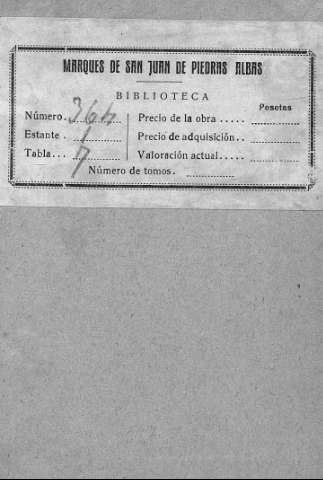 MARQUES DE SAN JUAN DE PIEDRAS ALBAS
BIBLIOTECA
Pesetas
Número. Precio de la obra .....
Estante . 1 Precio de adquisición..
Tabla... 7 Valoración actual.....
Número de tomos.